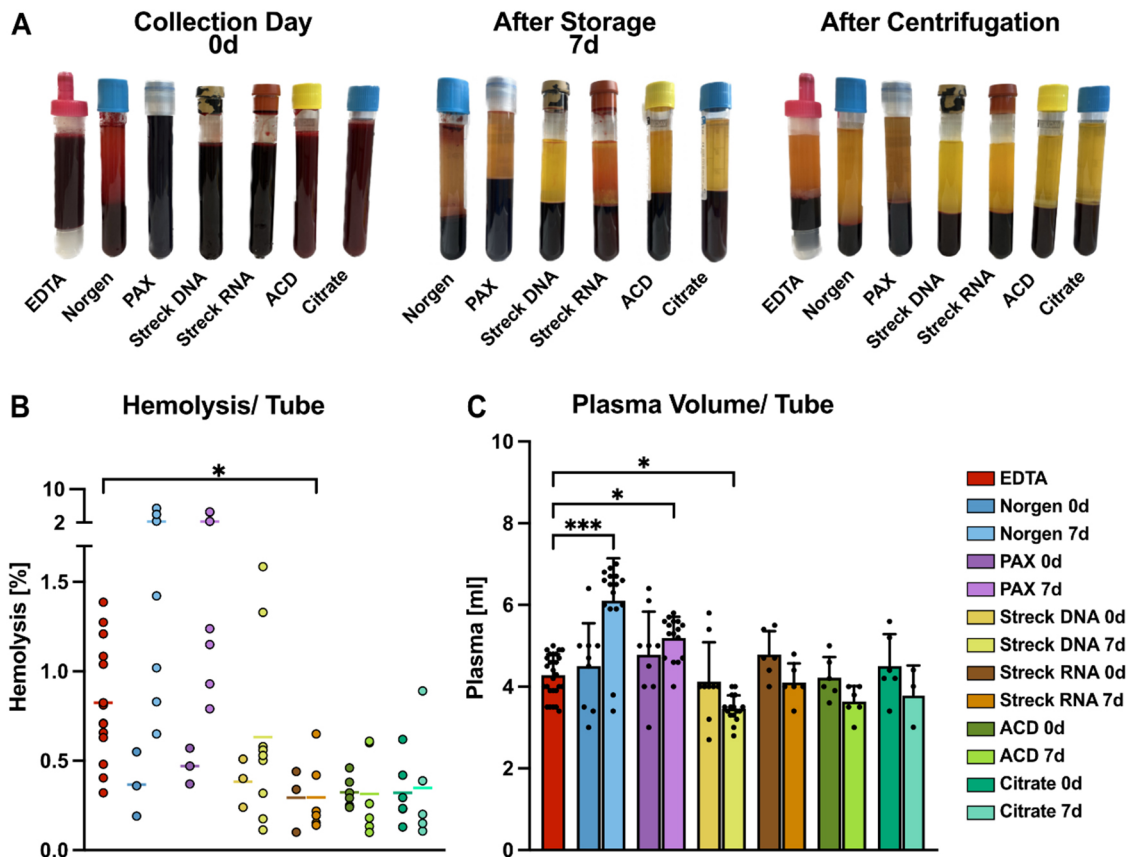 A
Collection Day
0d
After Storage
7d
After Centrifugation
EDTA
Norgen
PAX
Streck DNA
Streck RNA
ACD
Citrate
Norgen
PAX
Streck DNA
Streck RNA
ACD
Citrate
EDTA
Norgen
PAX
Streck DNA
Streck RNA
ACD
Citrate
B
Hemolysis/ Tube
C
Plasma Volume/ Tube
Hemolysis [%]
10
2
1.5
1.0
0.5
0.0
*
Plasma [ml]
10
8
6
4
2
0
*
*
***
EDTA
Norgen 0d
Norgen 7d
PAX 0d
PAX 7d
Streck DNA 0d
Streck DNA 7d
Streck RNA 0d
Streck RNA 7d
ACD 0d
ACD 7d
Citrate 0d
Citrate 7d